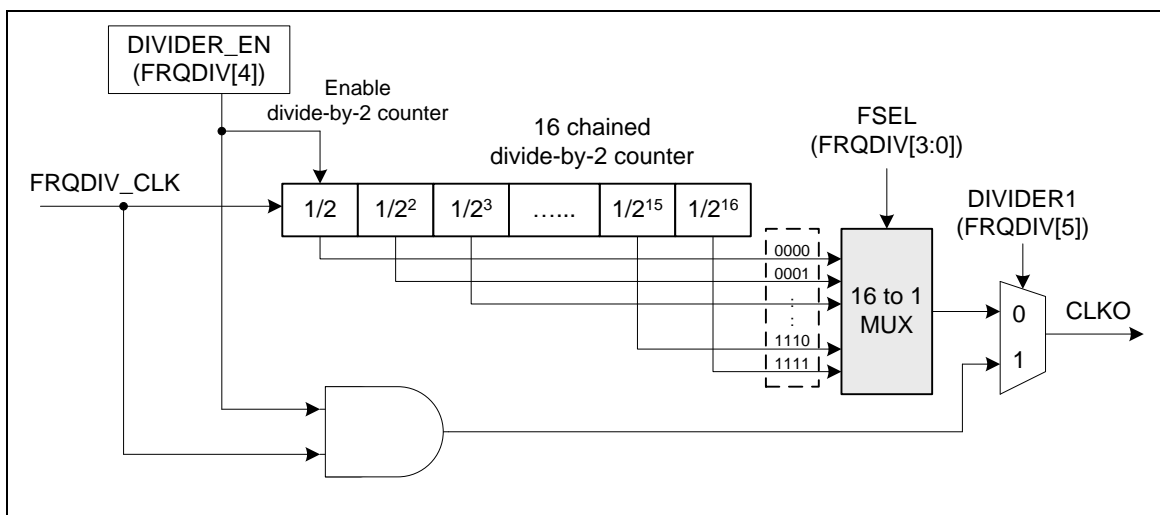 DIVIDER_EN
(FRQDIV[4])
Enable
divide-by-2 counter
16 chained
divide-by-2 counter
FSEL
(FRQDIV[3:0])
FRQDIV_CLK
DIVIDER1
(FRQDIV[5])
1/2
1/2²
1/2³
…...
1/2¹⁵
1/2¹⁶
0000
0001
:
:
1110
1111
16 to 1
MUX
0
1
CLKO